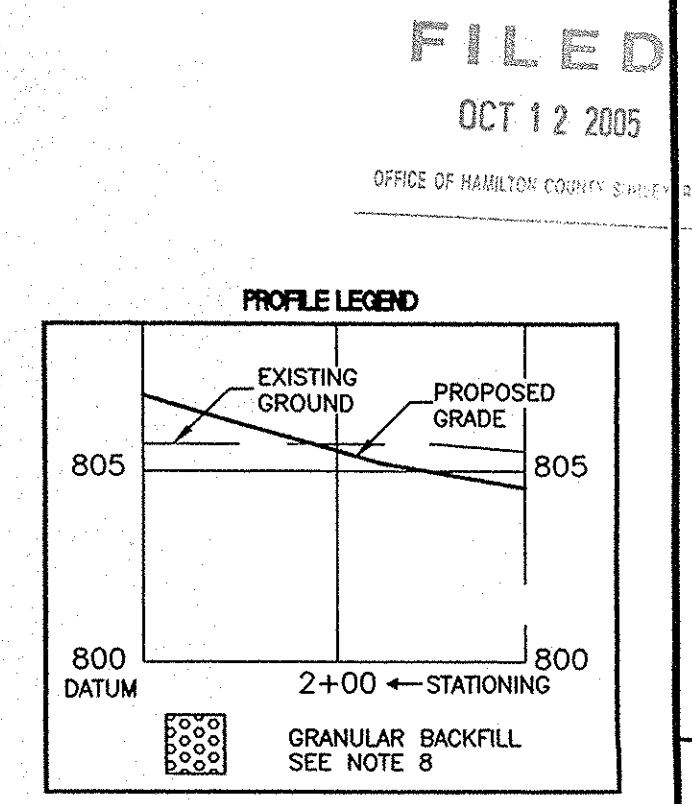 FILED
OCT 12 2005
OFFICE OF HAMILTON COUNTY
PROFILE LEGEND
EXISTING
GROUND
PROPOSED
GRADE
805
805
800
800
DATUM
2+00 ← STATIONING
GRANULAR BACKFILL
SEE NOTE 8